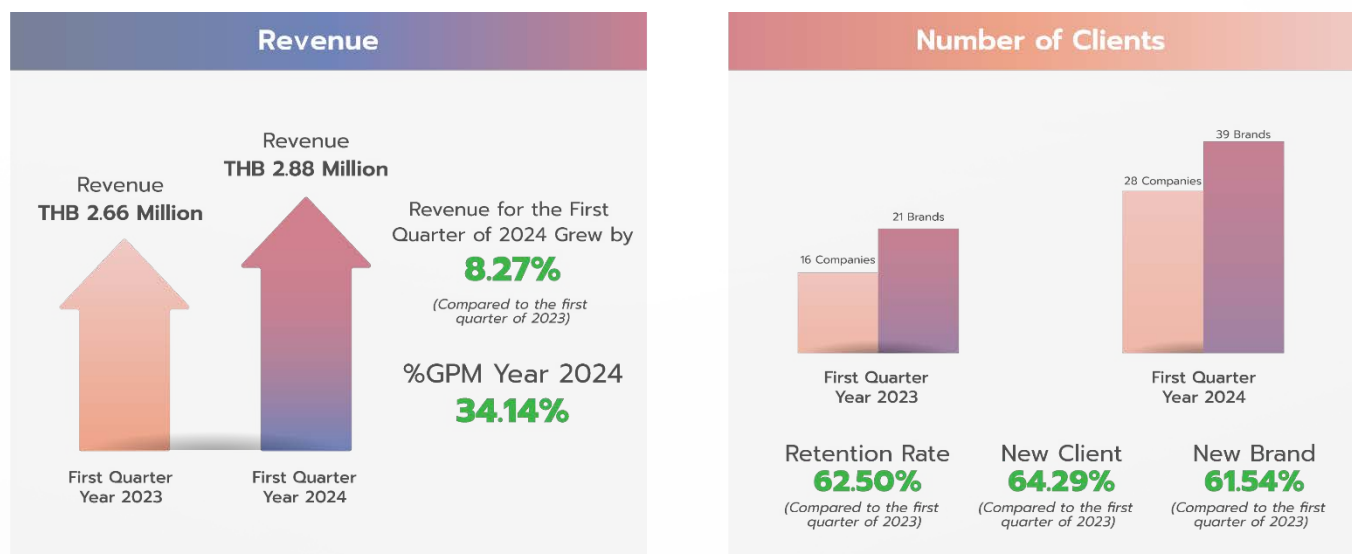 Revenue
Revenue
THB 2.66 Million
Revenue
THB 2.88 Million
Revenue for the First
Quarter of 2024 Grew by
8.27%
(Compared to the first
quarter of 2023)
%GPM Year 2024
34.14%
First Quarter
Year 2023
First Quarter
Year 2024
Number of Clients
16 Companies
21 Brands
28 Companies
39 Brands
First Quarter
Year 2023
First Quarter
Year 2024
Retention Rate
62.50%
(Compared to the first
quarter of 2023)
New Client
64.29%
(Compared to the first
quarter of 2023)
New Brand
61.54%
(Compared to the first
quarter of 2023)